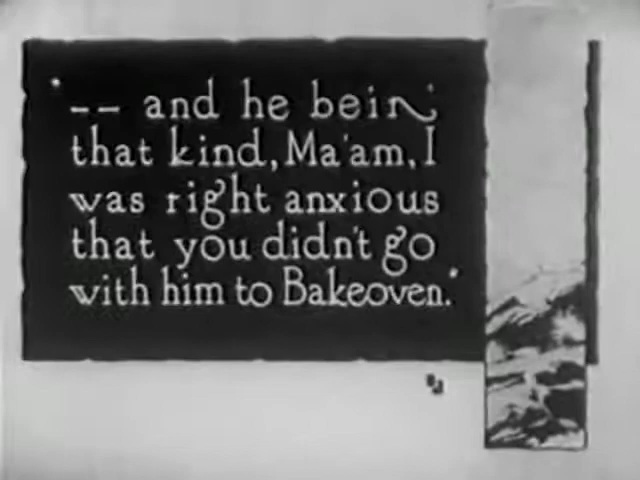 "-- and he bein'
that kind, Ma'am, I
was right anxious
that you didn't go
with him to Bakeoven."